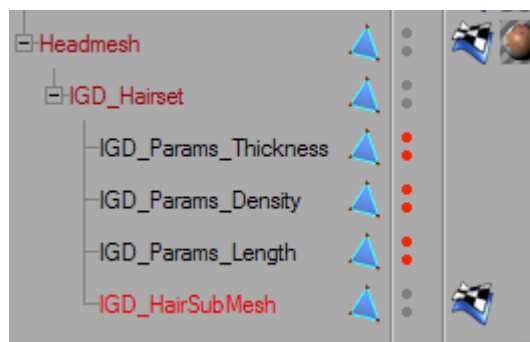 Headmesh
IGD_Hairset
IGD_Params_Thickness
IGD_Params_Density
IGD_Params_Length
IGD_HairSubMesh